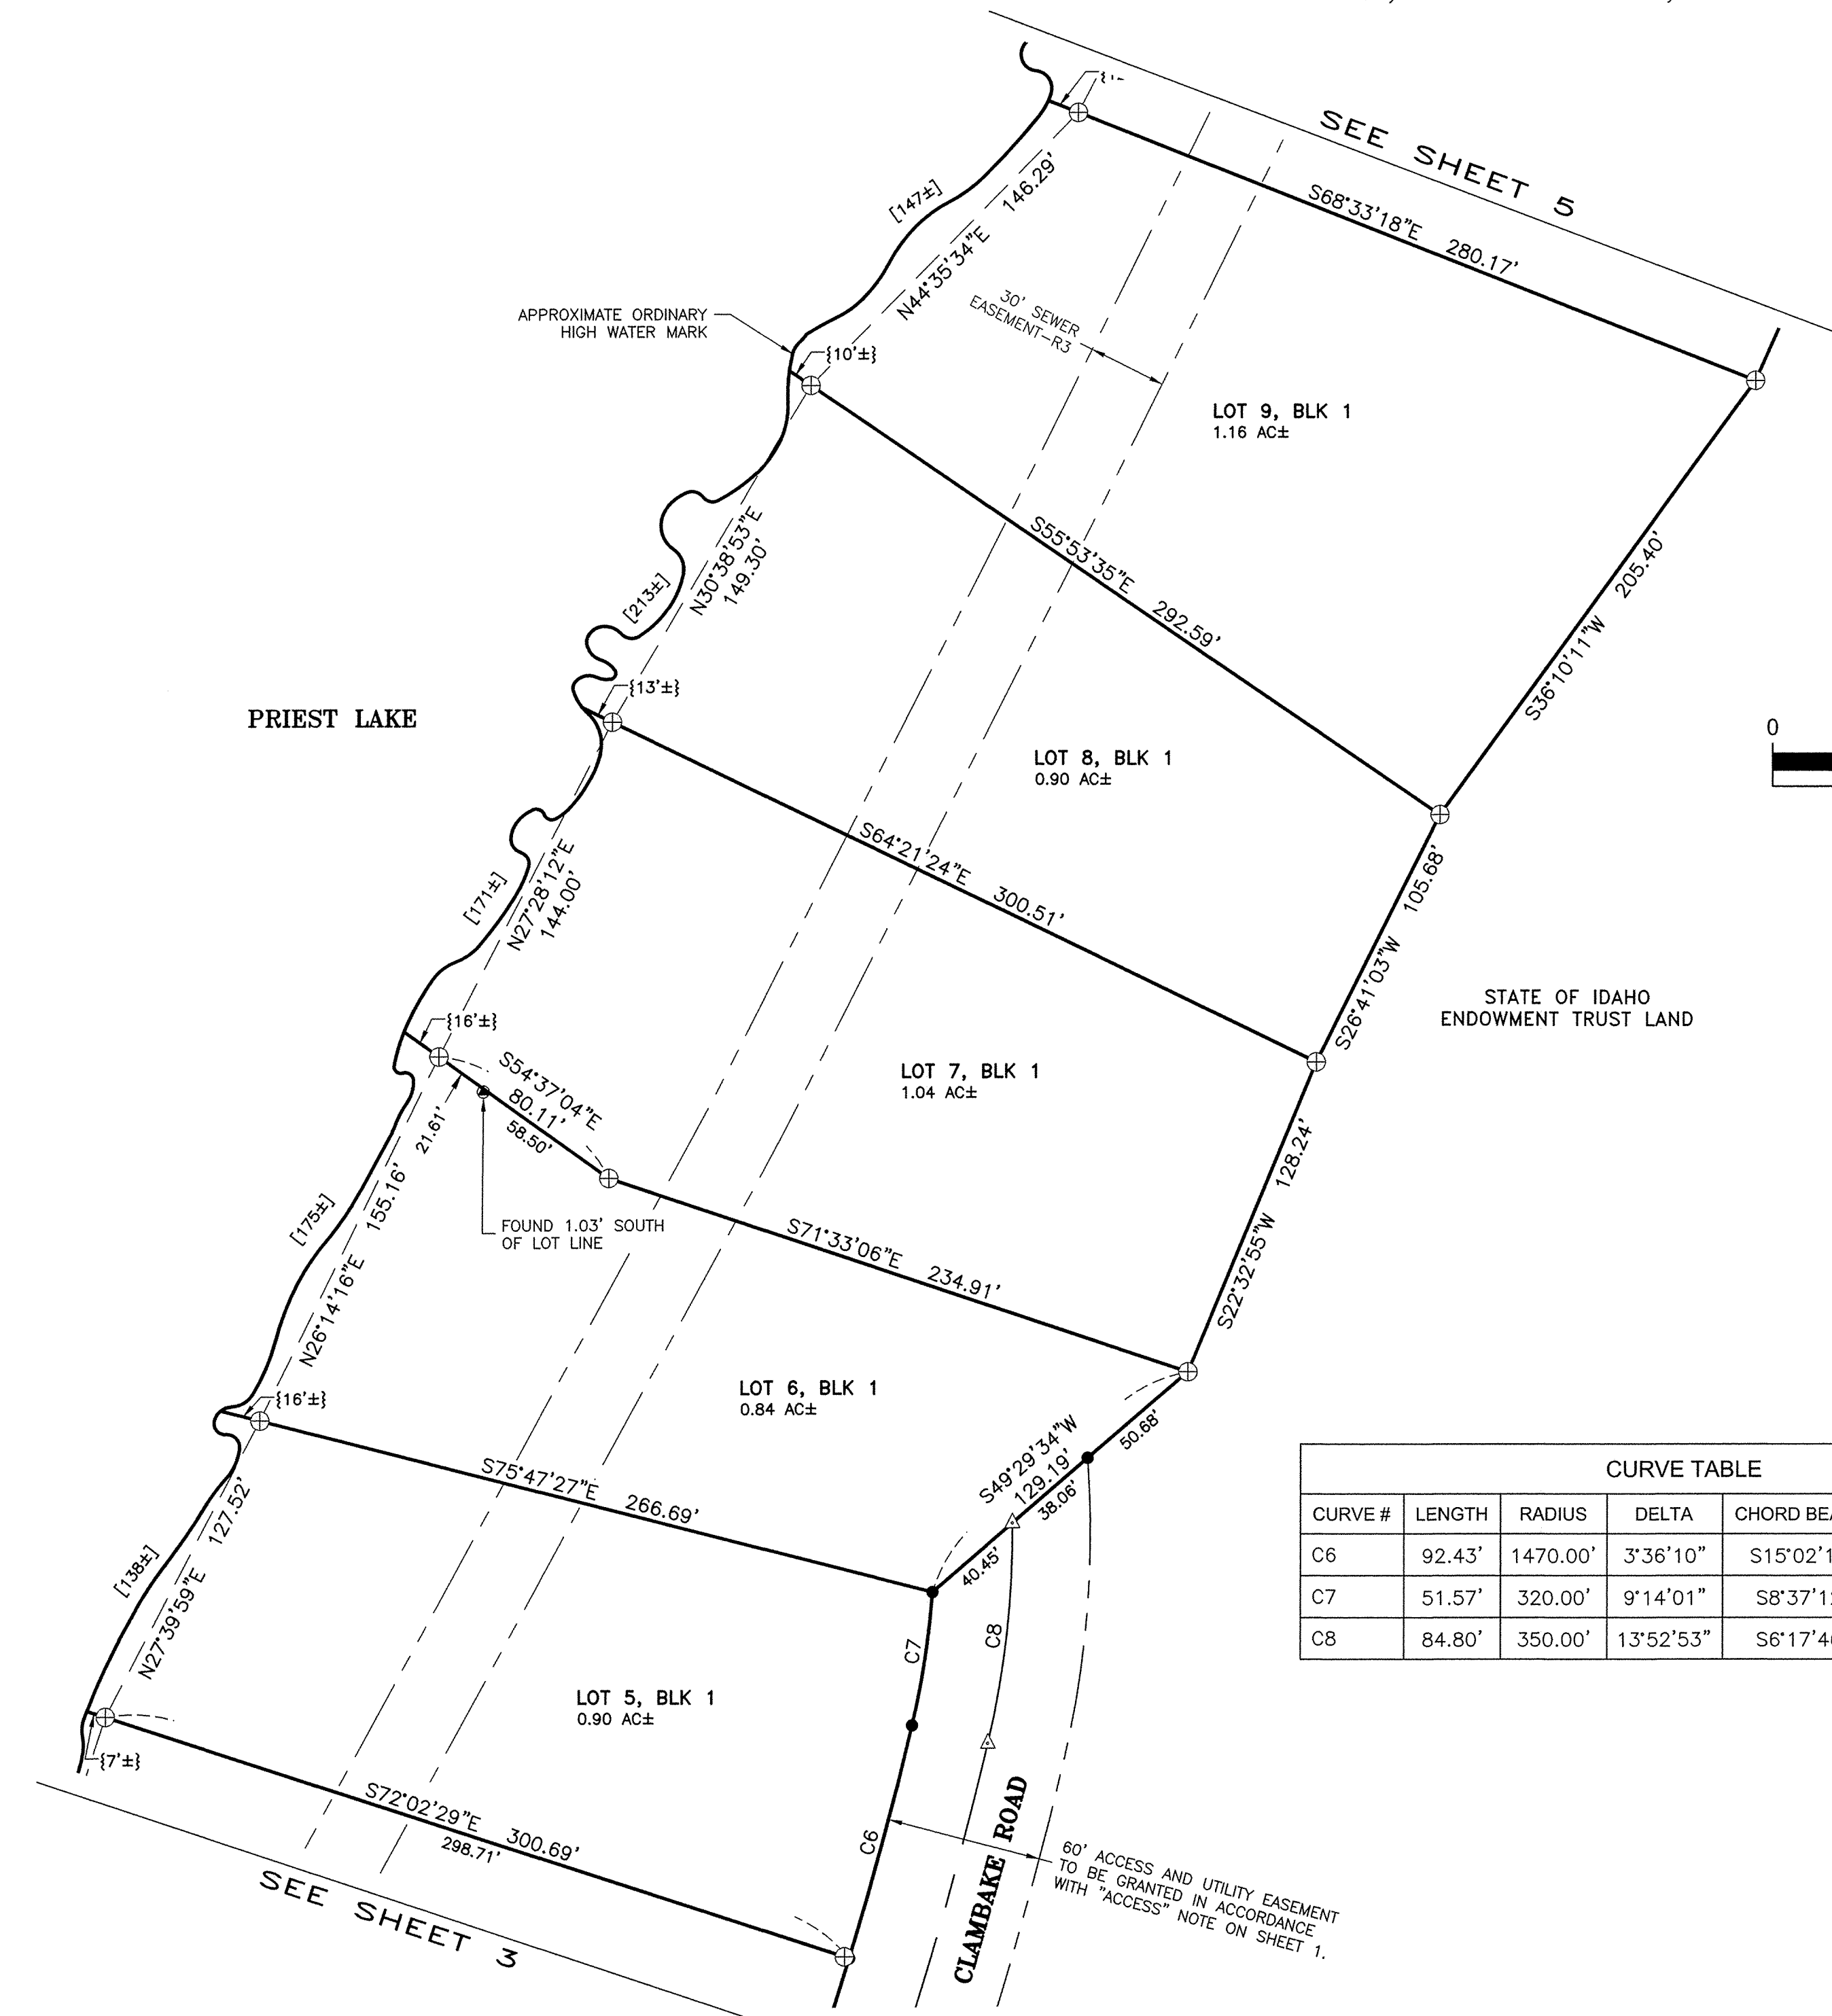 SEE SHEET 5
S68°33'18"E 280.17'
[147±]
N44°35'34"E 146.29'
30' SEWER
EASEMENT-R3
APPROXIMATE ORDINARY
HIGH WATER MARK
{10'±}
LOT 9, BLK 1
1.16 AC±
S36°10'11"W 205.40'
S55°53'35"E 292.59'
N30°38'53"E
149.30'
[213±]
{13'±}
PRIEST LAKE
LOT 8, BLK 1
0.90 AC±
0
S26°41'03"W 105.68'
S64°21'24"E 300.51'
N27°28'12"E
144.00'
[171±]
STATE OF IDAHO
ENDOWMENT TRUST LAND
{16'±}
LOT 7, BLK 1
1.04 AC±
S54°37'04"E
80.11'
58.50'
21.61'
FOUND 1.03' SOUTH
OF LOT LINE
S22°32'55"W 128.24'
S71°33'06"E 234.91'
N26°14'16"E 155.16'
[175±]
{16'±}
LOT 6, BLK 1
0.84 AC±
S49°29'34"W
129.19'
50.68'
38.06'
40.45'
S75°47'27"E 266.69'
N27°39'59"E 127.52'
[138±]
C7
C8
LOT 5, BLK 1
0.90 AC±
{7'±}
S72°02'29"E 300.69'
298.71'
C6
CLAMBAKE ROAD
60' ACCESS AND UTILITY EASEMENT
TO BE GRANTED IN ACCORDANCE
WITH "ACCESS" NOTE ON SHEET 1.
SEE SHEET 3
CURVE TABLE
CURVE # LENGTH RADIUS DELTA CHORD BEA
C6 92.43' 1470.00' 3°36'10" S15°02'1
C7 51.57' 320.00' 9°14'01" S8°37'1
C8 84.80' 350.00' 13°52'53" S6°17'4